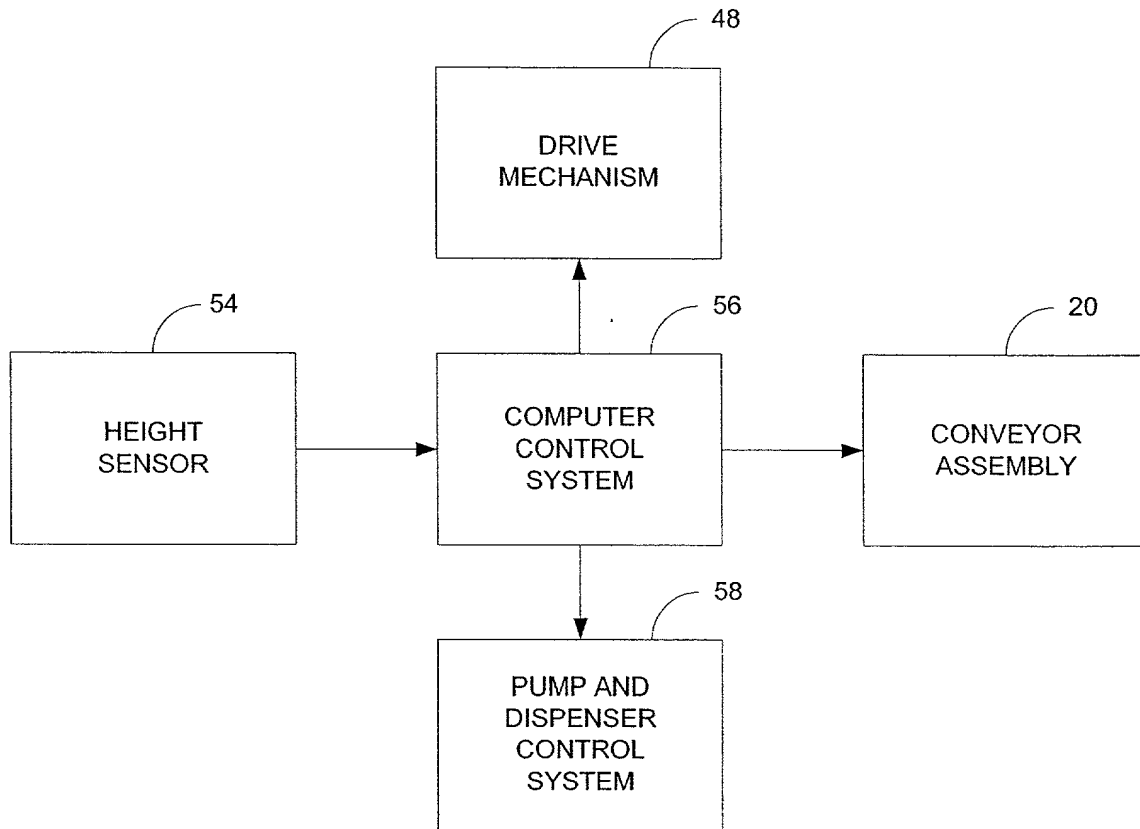 48
DRIVE
MECHANISM
54
HEIGHT
SENSOR
56
COMPUTER
CONTROL
SYSTEM
20
CONVEYOR
ASSEMBLY
58
PUMP AND
DISPENSER
CONTROL
SYSTEM